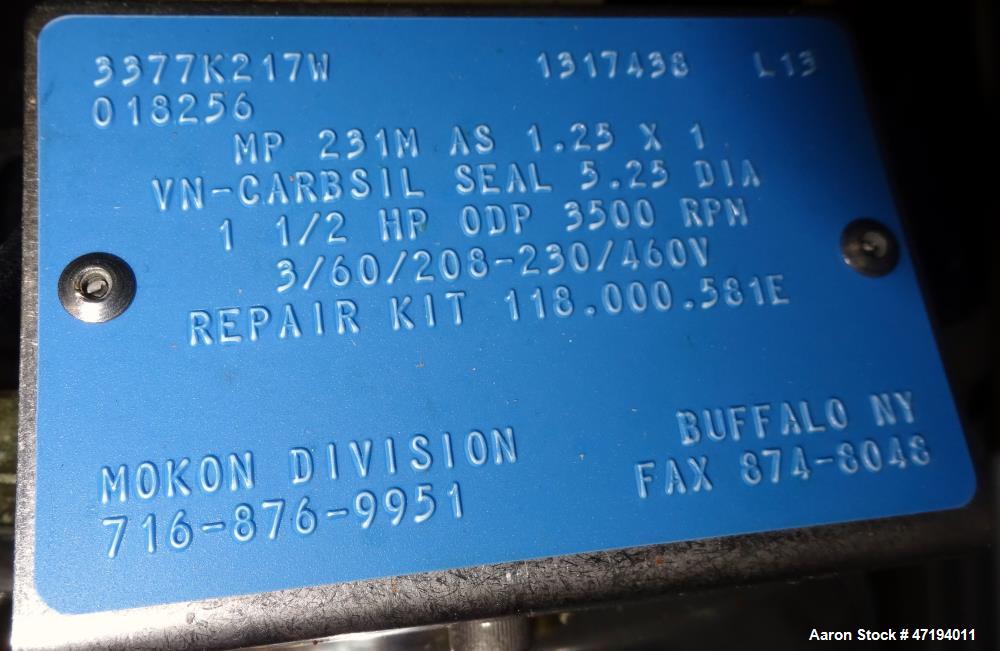 3377K217W 1317438 L13
018256
MP 231M AS 1.25 X 1
VN-CARBSIL SEAL 5.25 DIA
1 1/2 HP ODP 3500 RPM
3/60/208-230/460V
REPAIR KIT 118.000.581E
MOKON DIVISION BUFFALO NY
716-876-9951 FAX 874-8048
Aaron Stock # 47194011